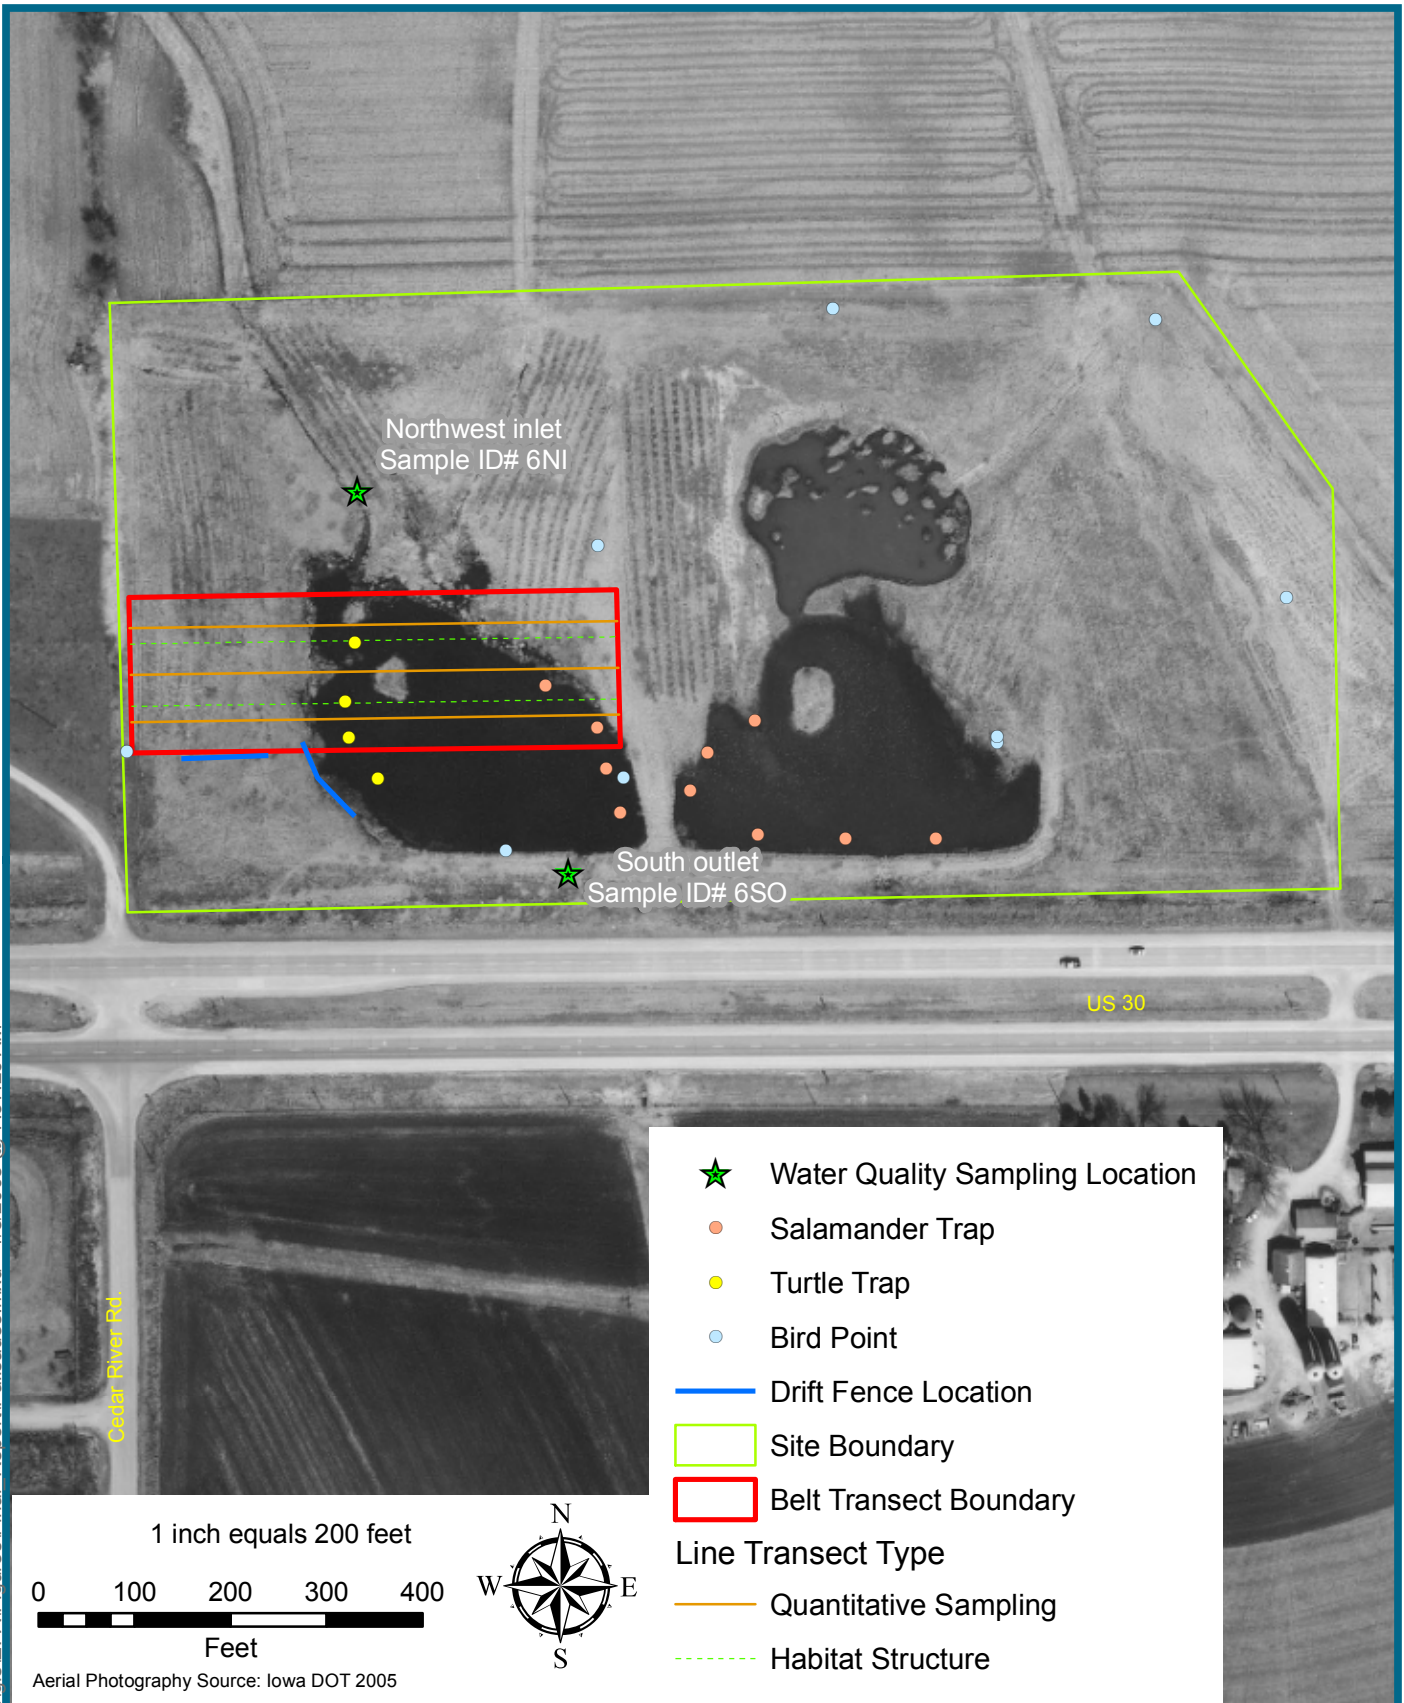 Northwest inlet
Sample ID# 6NI
South outlet
Sample ID# 6SO
US 30
Cedar River Rd.
Water Quality Sampling Location
Salamander Trap
Turtle Trap
Bird Point
Drift Fence Location
Site Boundary
Belt Transect Boundary
Line Transect Type
Quantitative Sampling
Habitat Structure
1 inch equals 200 feet
0 100 200 300 400
Feet
Aerial Photography Source: Iowa DOT 2005
N
W E
S